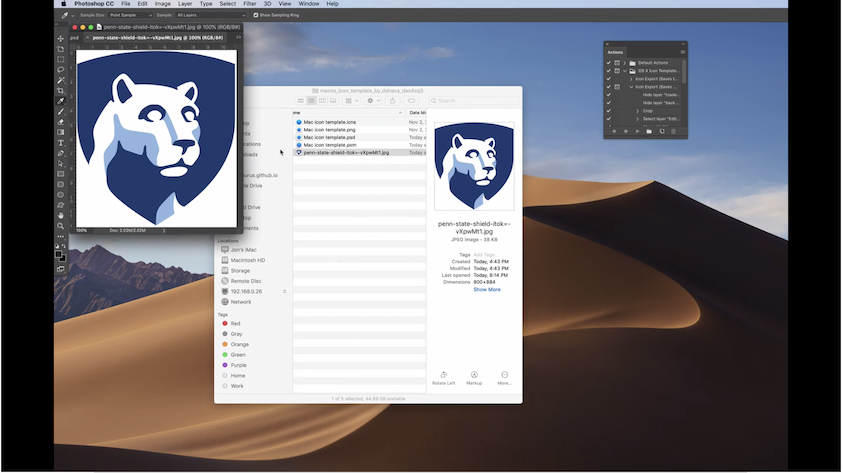 Photoshop CC File Edit Image Layer Type Select Filter 3D View Window Help
Sample Size: Point Sample Sample: All Layers Show Sampling Ring
penn-state-shield-itok=-vXpwMt1.jpg @ 100% (RGB/8#)
psd penn-state-shield-itok=-vXpwMt1.jpg @ 100% (RGB/8#)
100% Doc: 2.02M/2.02M
Actions
Default Actions
OS X Icon Template...
Icon Export (Saves t...
Icon Export (Saves L...
Hide layer "Useb...
Hide layer "back...
Crop
Select layer "Edit...
macos_icon_template_by_dshava_dao4xq5
Search
me Date M
Mac icon template.icns Nov 2,
Mac icon template.png Nov 2,
Mac icon template.psd Today a
Mac icon template.psm Today a
penn-state-shield-itok=-vXpwMt1.jpg Today a
op
ents
cations
loads
urus.github.io
le Drive
d Drive
top
ments
Locations
Jon's iMac
Macintosh HD
Storage
Remote Disc
192.168.0.26
Network
Tags
Red
Gray
Orange
Green
Purple
Home
Work
penn-state-shield-itok=-
vXpwMt1.jpg
JPEG image - 38 KB
Tags Add Tags...
Created Today, 4:43 PM
Modified Today, 4:43 PM
Last opened Today, 8:14 PM
Dimensions 800×884
Show More
Rotate Left Markup More...
1 of 5 selected, 44.99 GB available